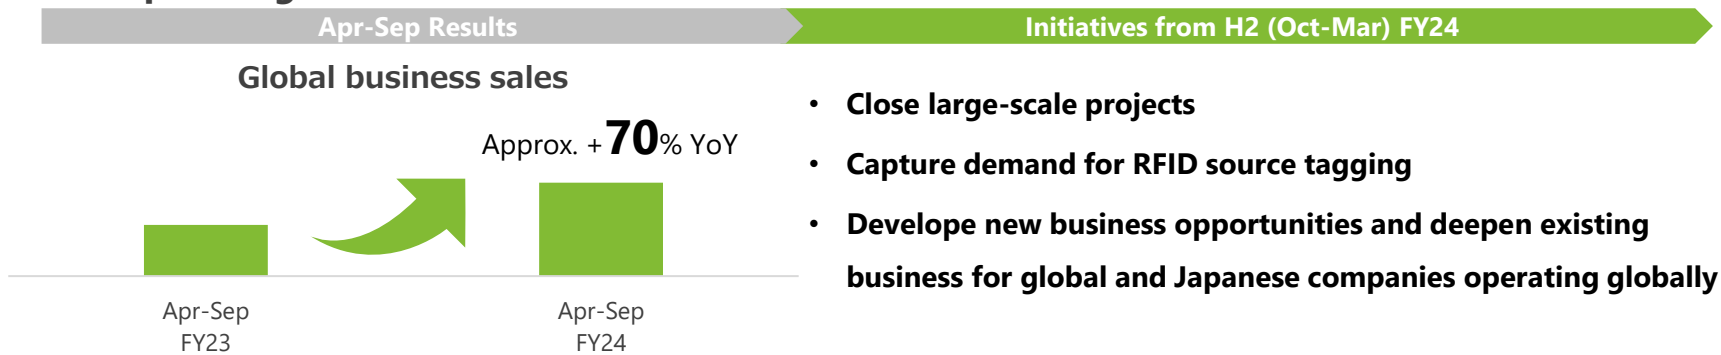 Apr-Sep Results
Initiatives from H2 (Oct-Mar) FY24
Global business sales
Approx. +70% YoY
Apr-Sep
FY23
Apr-Sep
FY24
• Close large-scale projects
• Capture demand for RFID source tagging
• Develope new business opportunities and deepen existing
business for global and Japanese companies operating globally